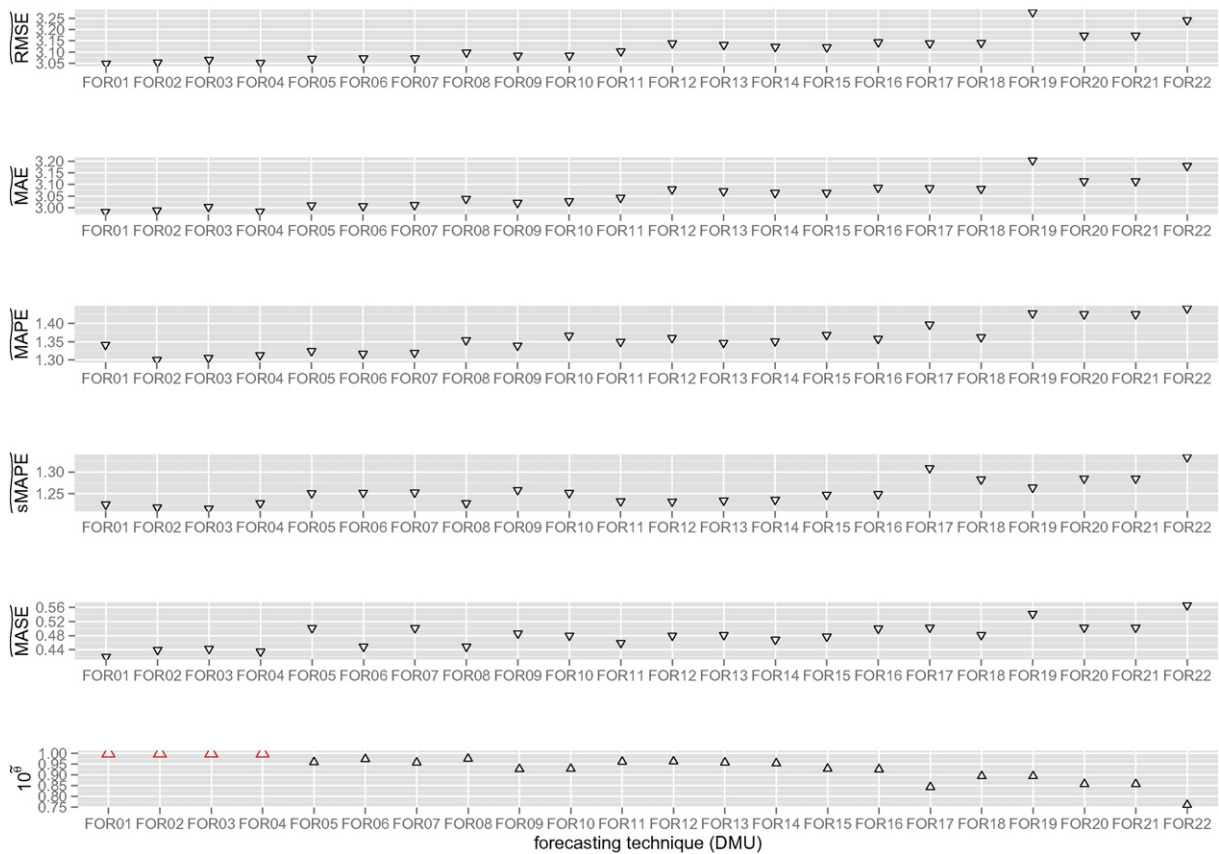 RMSE
3.25
3.20
3.15
3.10
3.05
FOR01 FOR02 FOR03 FOR04 FOR05 FOR06 FOR07 FOR08 FOR09 FOR10 FOR11 FOR12 FOR13 FOR14 FOR15 FOR16 FOR17 FOR18 FOR19 FOR20 FOR21 FOR22
MAE
3.20
3.15
3.10
3.05
3.00
FOR01 FOR02 FOR03 FOR04 FOR05 FOR06 FOR07 FOR08 FOR09 FOR10 FOR11 FOR12 FOR13 FOR14 FOR15 FOR16 FOR17 FOR18 FOR19 FOR20 FOR21 FOR22
MAPE
1.40
1.35
1.30
FOR01 FOR02 FOR03 FOR04 FOR05 FOR06 FOR07 FOR08 FOR09 FOR10 FOR11 FOR12 FOR13 FOR14 FOR15 FOR16 FOR17 FOR18 FOR19 FOR20 FOR21 FOR22
sMAPE
1.30
1.25
FOR01 FOR02 FOR03 FOR04 FOR05 FOR06 FOR07 FOR08 FOR09 FOR10 FOR11 FOR12 FOR13 FOR14 FOR15 FOR16 FOR17 FOR18 FOR19 FOR20 FOR21 FOR22
MASE
0.56
0.52
0.48
0.44
FOR01 FOR02 FOR03 FOR04 FOR05 FOR06 FOR07 FOR08 FOR09 FOR10 FOR11 FOR12 FOR13 FOR14 FOR15 FOR16 FOR17 FOR18 FOR19 FOR20 FOR21 FOR22
10^θ̃
1.00
0.95
0.90
0.85
0.80
0.75
FOR01 FOR02 FOR03 FOR04 FOR05 FOR06 FOR07 FOR08 FOR09 FOR10 FOR11 FOR12 FOR13 FOR14 FOR15 FOR16 FOR17 FOR18 FOR19 FOR20 FOR21 FOR22
forecasting technique (DMU)